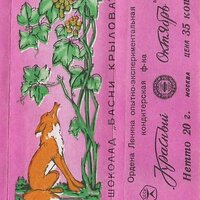 ШОКОЛАД „БАСНИ КРЫЛОВА"
Ордена Ленина опытно-экспериментальная
кондитерская ф-ка
Красный Октябрь
МОСКВА
Нетто 20 г. ЦЕНА 35 коп